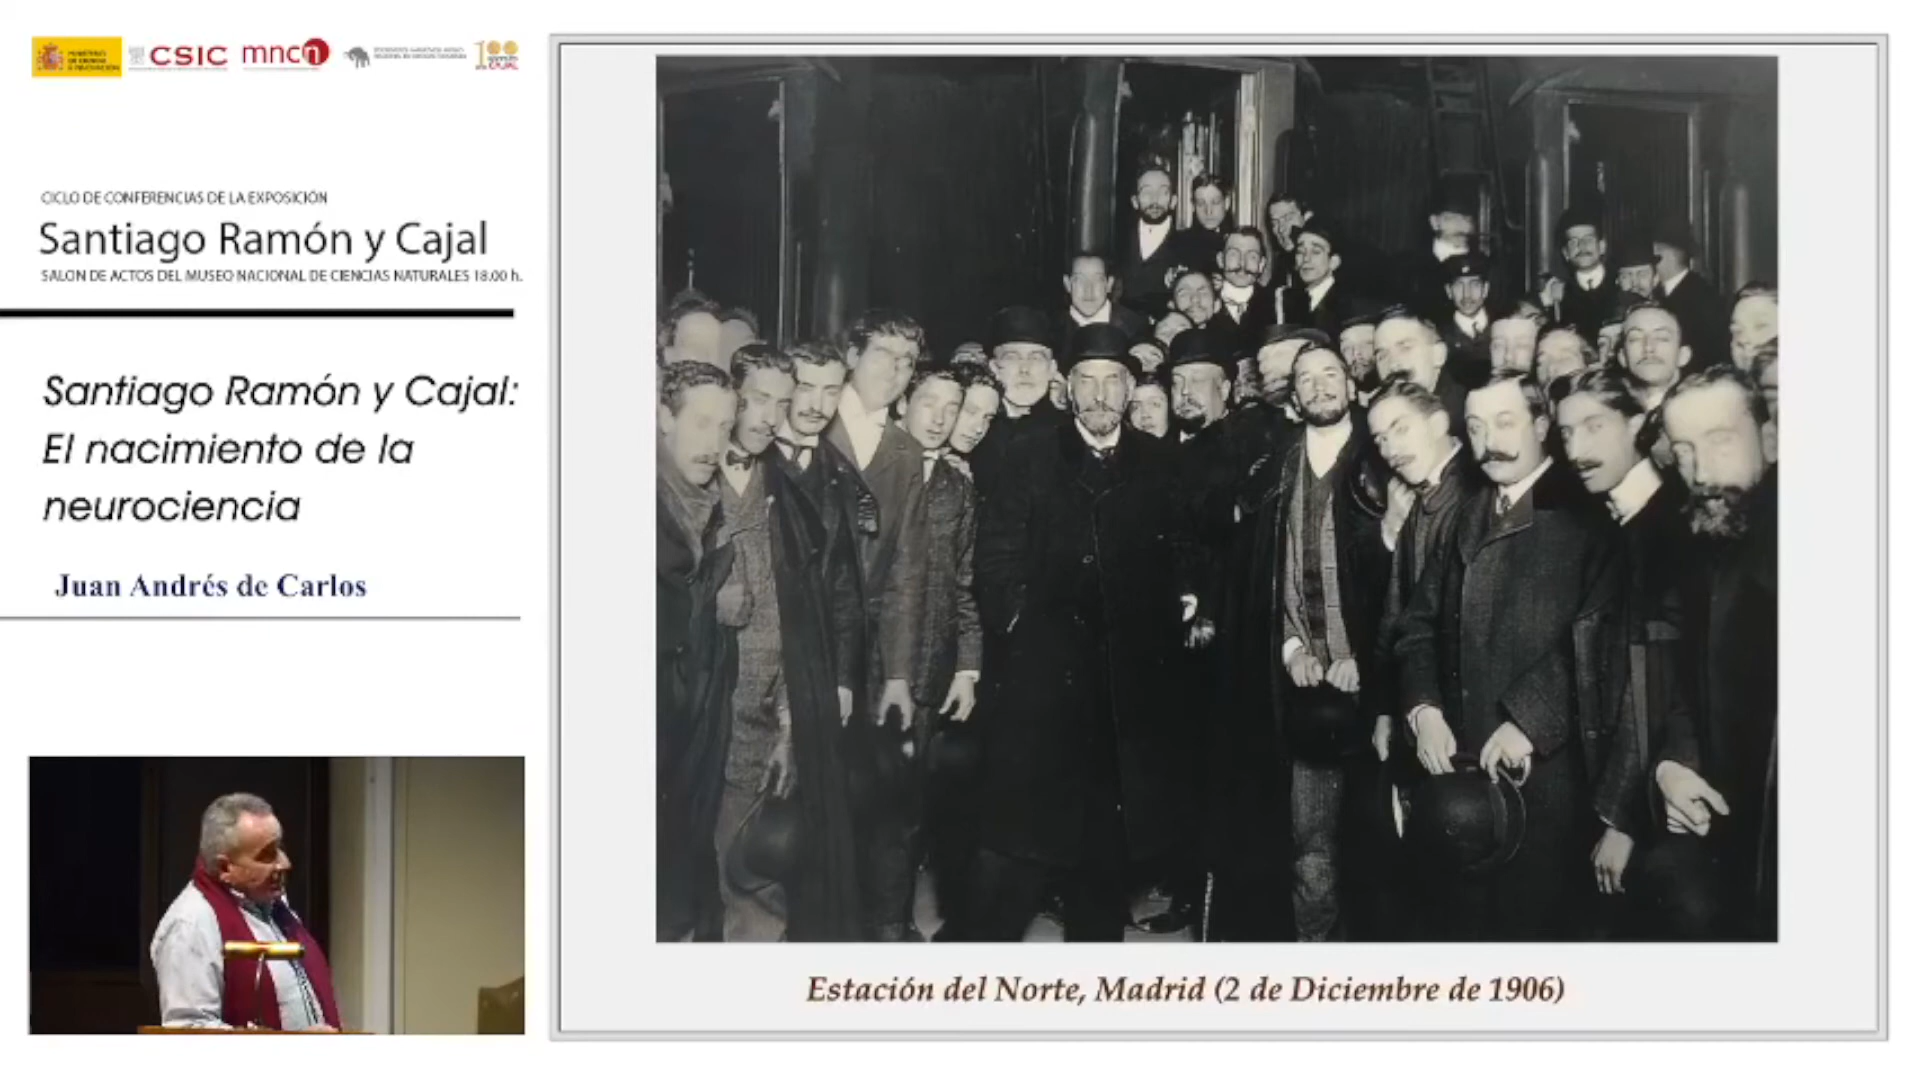 CSIC mncn
CICLO DE CONFERENCIAS DE LA EXPOSICIÓN
Santiago Ramón y Cajal
SALON DE ACTOS DEL MUSEO NACIONAL DE CIENCIAS NATURALES 18.00 h.
Santiago Ramón y Cajal:
El nacimiento de la
neurociencia
Juan Andrés de Carlos
Estación del Norte, Madrid (2 de Diciembre de 1906)